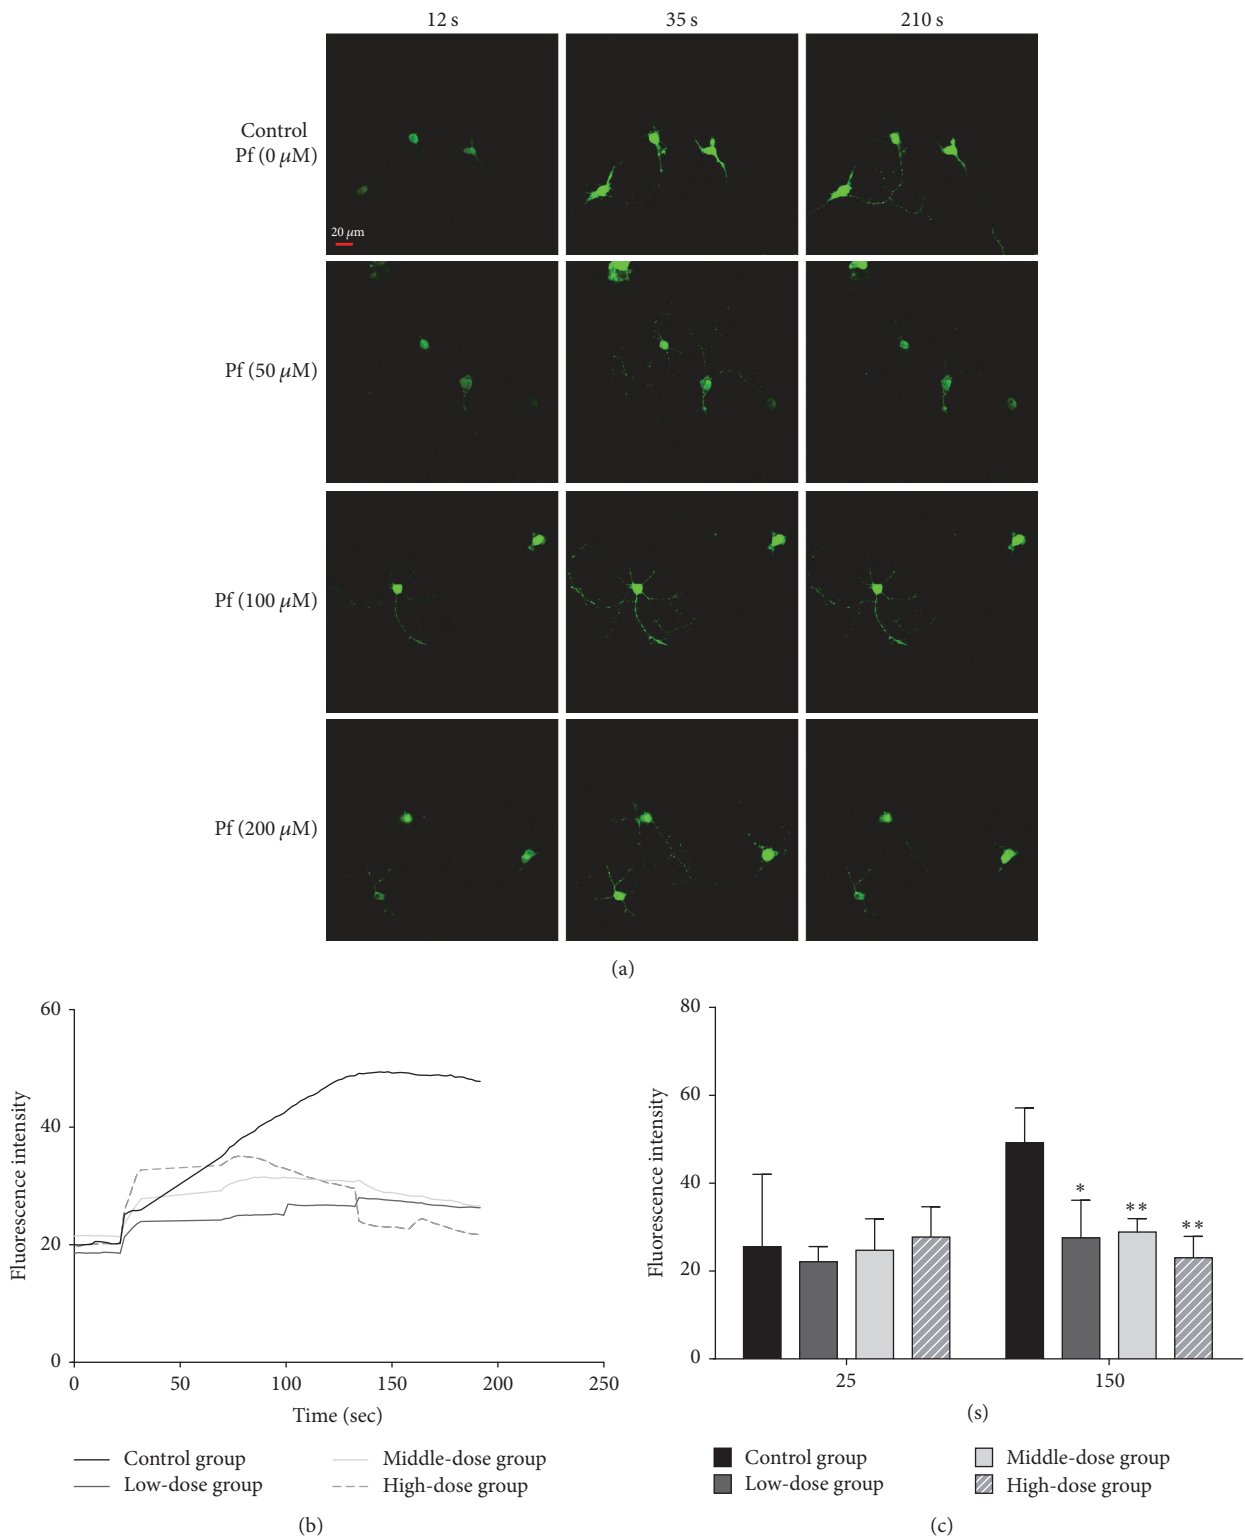 12 s 35 s 210 s
Control
Pf (0 μM)
20 μm
Pf (50 μM)
Pf (100 μM)
Pf (200 μM)
(a)
60
40
20
0
Fluorescence intensity
0 50 100 150 200 250
Time (sec)
Control group Middle-dose group
Low-dose group High-dose group
(b)
80
60
40
20
0
Fluorescence intensity
* ** **
25 150
(s)
Control group Middle-dose group
Low-dose group High-dose group
(c)